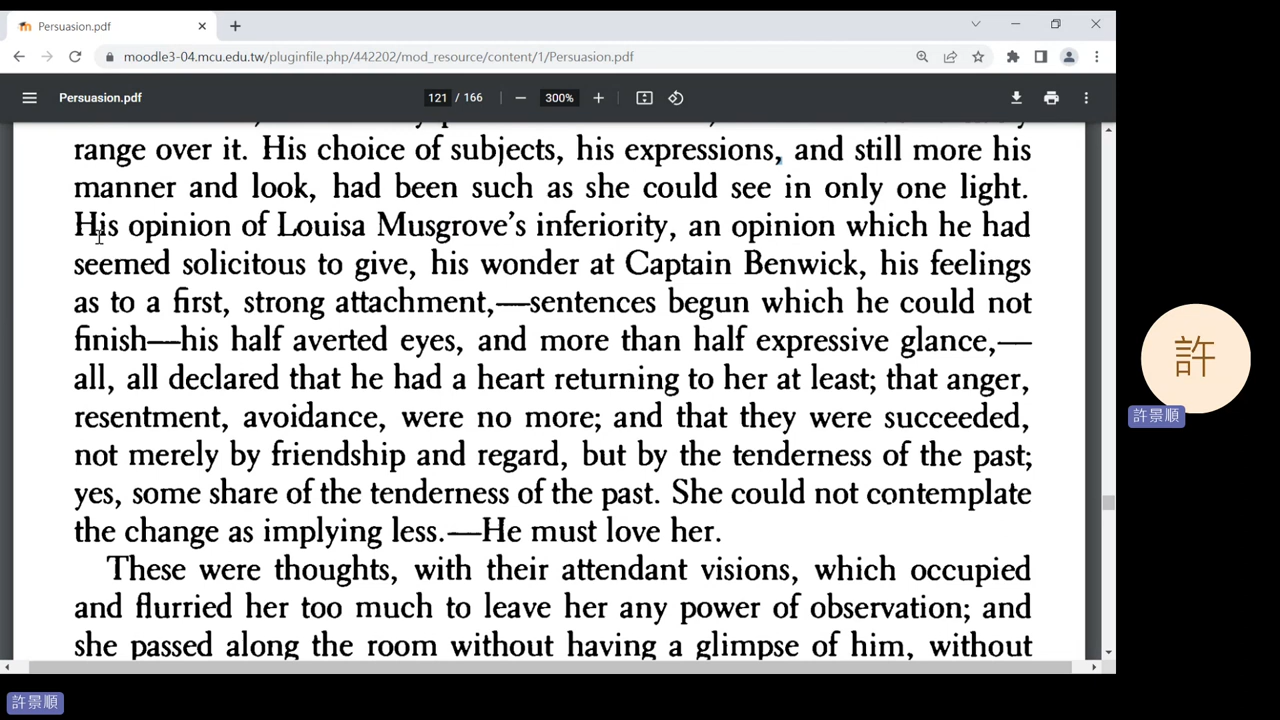 Persuasion.pdf
moodle3-04.mcu.edu.tw/pluginfile.php/442202/mod_resource/content/1/Persuasion.pdf
Persuasion.pdf 121 / 166 300%
range over it. His choice of subjects, his expressions, and still more his
manner and look, had been such as she could see in only one light.
His opinion of Louisa Musgrove’s inferiority, an opinion which he had
seemed solicitous to give, his wonder at Captain Benwick, his feelings
as to a first, strong attachment,—sentences begun which he could not
finish—his half averted eyes, and more than half expressive glance,—
all, all declared that he had a heart returning to her at least; that anger,
resentment, avoidance, were no more; and that they were succeeded,
not merely by friendship and regard, but by the tenderness of the past;
yes, some share of the tenderness of the past. She could not contemplate
the change as implying less.—He must love her.
These were thoughts, with their attendant visions, which occupied
and flurried her too much to leave her any power of observation; and
she passed along the room without having a glimpse of him, without
許
許景順
許景順